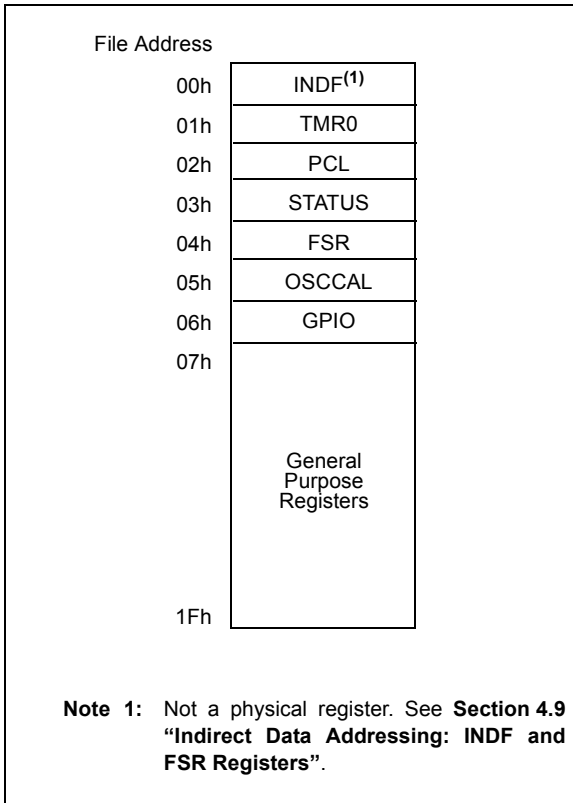 File Address
00h INDF(1)
01h TMR0
02h PCL
03h STATUS
04h FSR
05h OSCCAL
06h GPIO
07h
General
Purpose
Registers
1Fh
Note 1: Not a physical register. See Section 4.9
“Indirect Data Addressing: INDF and
FSR Registers”.